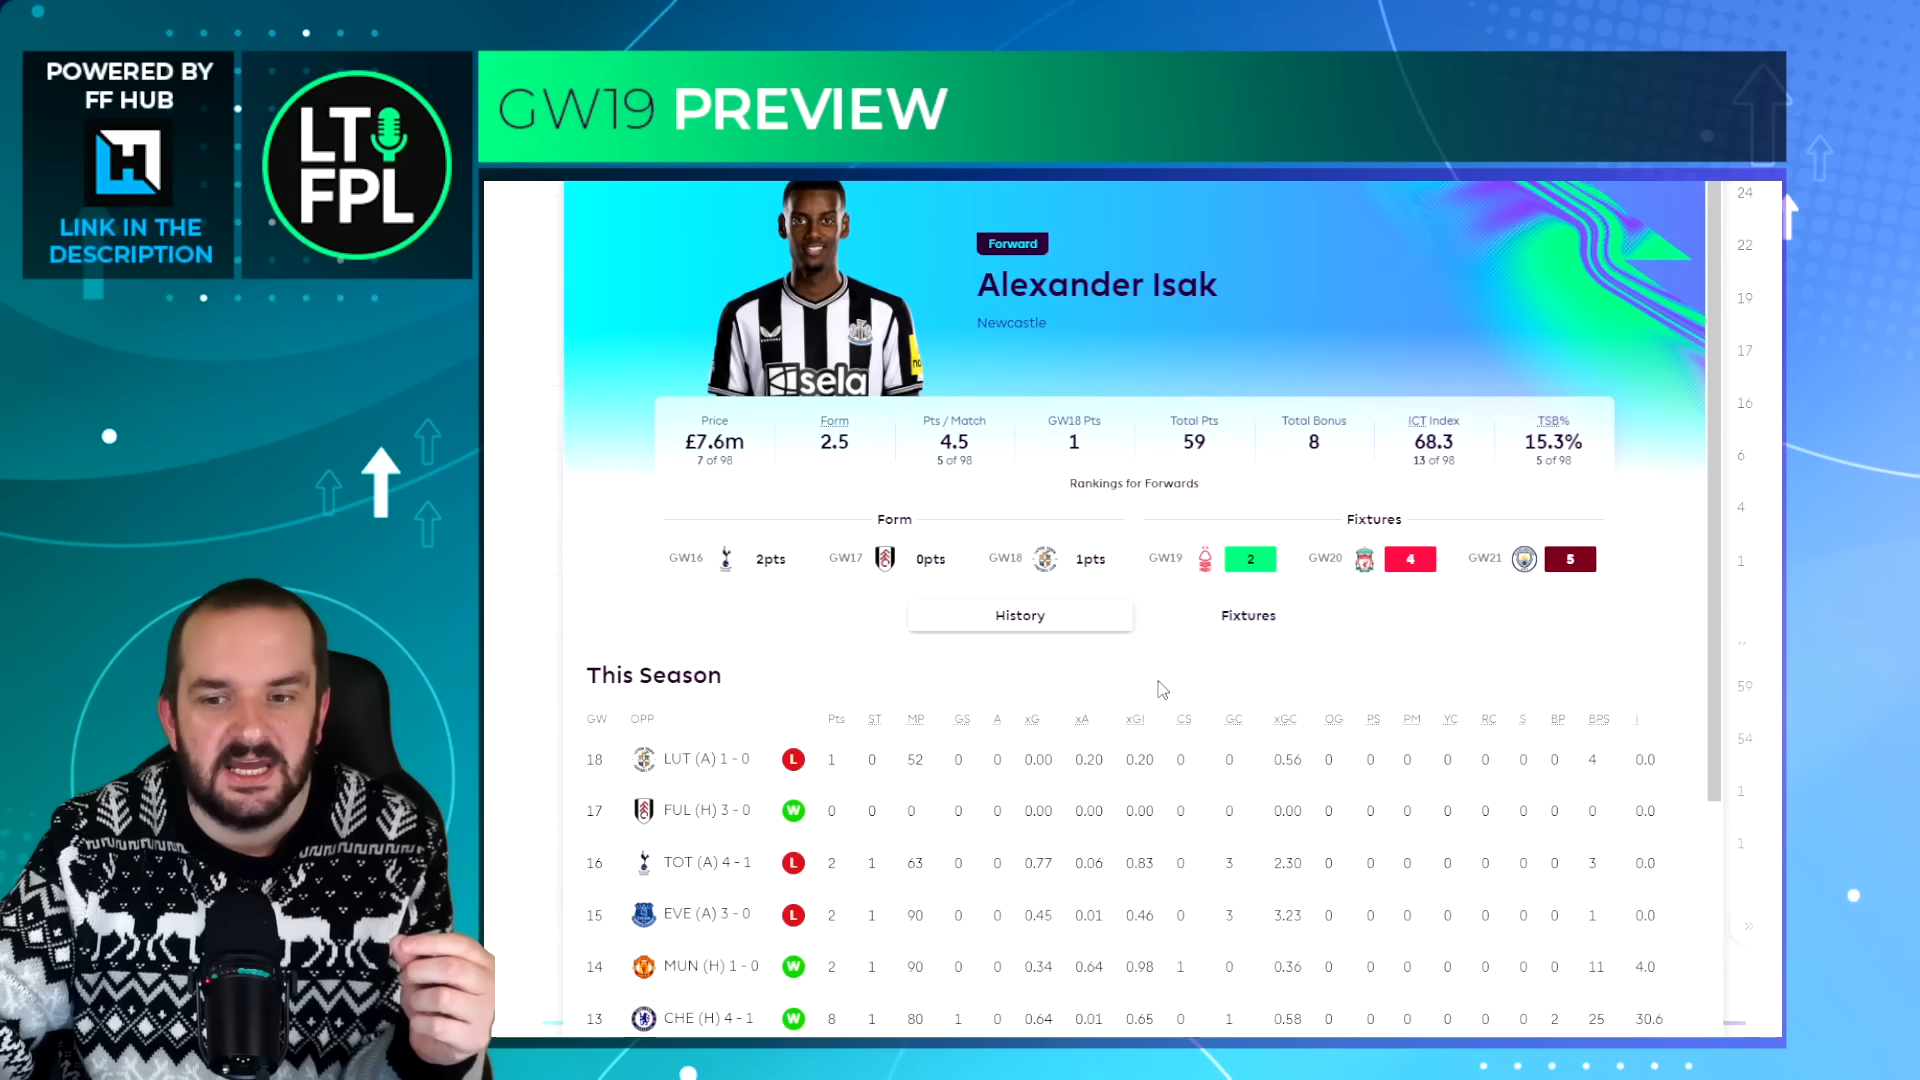 POWERED BY
FF HUB
LINK IN THE
DESCRIPTION
LT
FPL
GW19 PREVIEW
Forward
Alexander Isak
Newcastle
sela
Price Form Pts / Match GW18 Pts Total Pts Total Bonus ICT Index TSB%
£7.6m 2.5 4.5 1 59 8 68.3 15.3%
7 of 98 5 of 98 13 of 98 5 of 98
Rankings for Forwards
Form Fixtures
GW16 2pts GW17 0pts GW18 1pts GW19 2 GW20 4 GW21 5
History Fixtures
This Season
GW OPP Pts ST MP GS A xG xA xGI CS GC xGC OG PS PM YC RC S BP BPS I
18 LUT (A) 1 - 0 L 1 0 52 0 0 0.00 0.20 0.20 0 0 0.56 0 0 0 0 0 0 0 4 0.0
17 FUL (H) 3 - 0 W 0 0 0 0 0 0.00 0.00 0.00 0 0 0.00 0 0 0 0 0 0 0 0 0.0
16 TOT (A) 4 - 1 L 2 1 63 0 0 0.77 0.06 0.83 0 3 2.30 0 0 0 0 0 0 0 3 0.0
15 EVE (A) 3 - 0 L 2 1 90 0 0 0.45 0.01 0.46 0 3 3.23 0 0 0 0 0 0 0 1 0.0
14 MUN (H) 1 - 0 W 2 1 90 0 0 0.34 0.64 0.98 1 0 0.36 0 0 0 0 0 0 0 11 4.0
13 CHE (H) 4 - 1 W 8 1 80 1 0 0.64 0.01 0.65 0 1 0.58 0 0 0 0 0 0 2 25 30.6
24
22
19
17
16
6
4
1
59
54
1
1